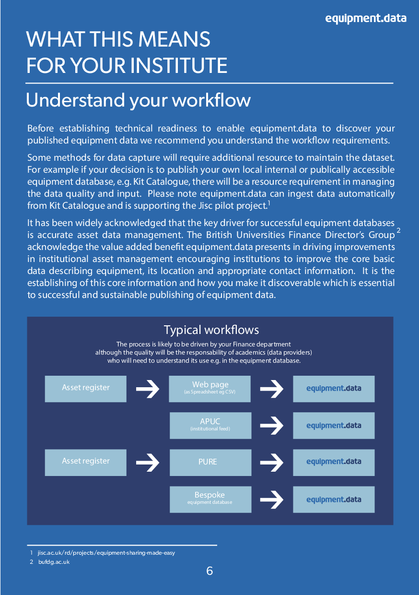 equipment.data
WHAT THIS MEANS
FOR YOUR INSTITUTE
Understand your workflow
Before establishing technical readiness to enable equipment.data to discover your
published equipment data we recommend you understand the workflow requirements.
Some methods for data capture will require additional resource to maintain the dataset.
For example if your decision is to publish your own local internal or publically accessible
equipment database, e.g. Kit Catalogue, there will be a resource requirement in managing
the data quality and input. Please note equipment.data can ingest data automatically
from Kit Catalogue and is supporting the Jisc pilot project.1
It has been widely acknowledged that the key driver for successful equipment databases
is accurate asset data management. The British Universities Finance Director's Group2
acknowledge the value added benefit equipment.data presents in driving improvements
in institutional asset management encouraging institutions to improve the core basic
data describing equipment, its location and appropriate contact information. It is the
establishing of this core information and how you make it discoverable which is essential
to successful and sustainable publishing of equipment data.
Typical workflows
The process is likely to be driven by your Finance department
although the quality will be the responsability of academics (data providers)
who will need to understand its use e.g. in the equipment database.
Asset register
Web page
(as Spreadsheet eg CSV)
equipment.data
APUC
(Institutional feed)
equipment.data
Asset register
PURE
equipment.data
Bespoke
equipment database
equipment.data
1 jisc.ac.uk/rd/projects/equipment-sharing-made-easy
2 bufdg.ac.uk
6